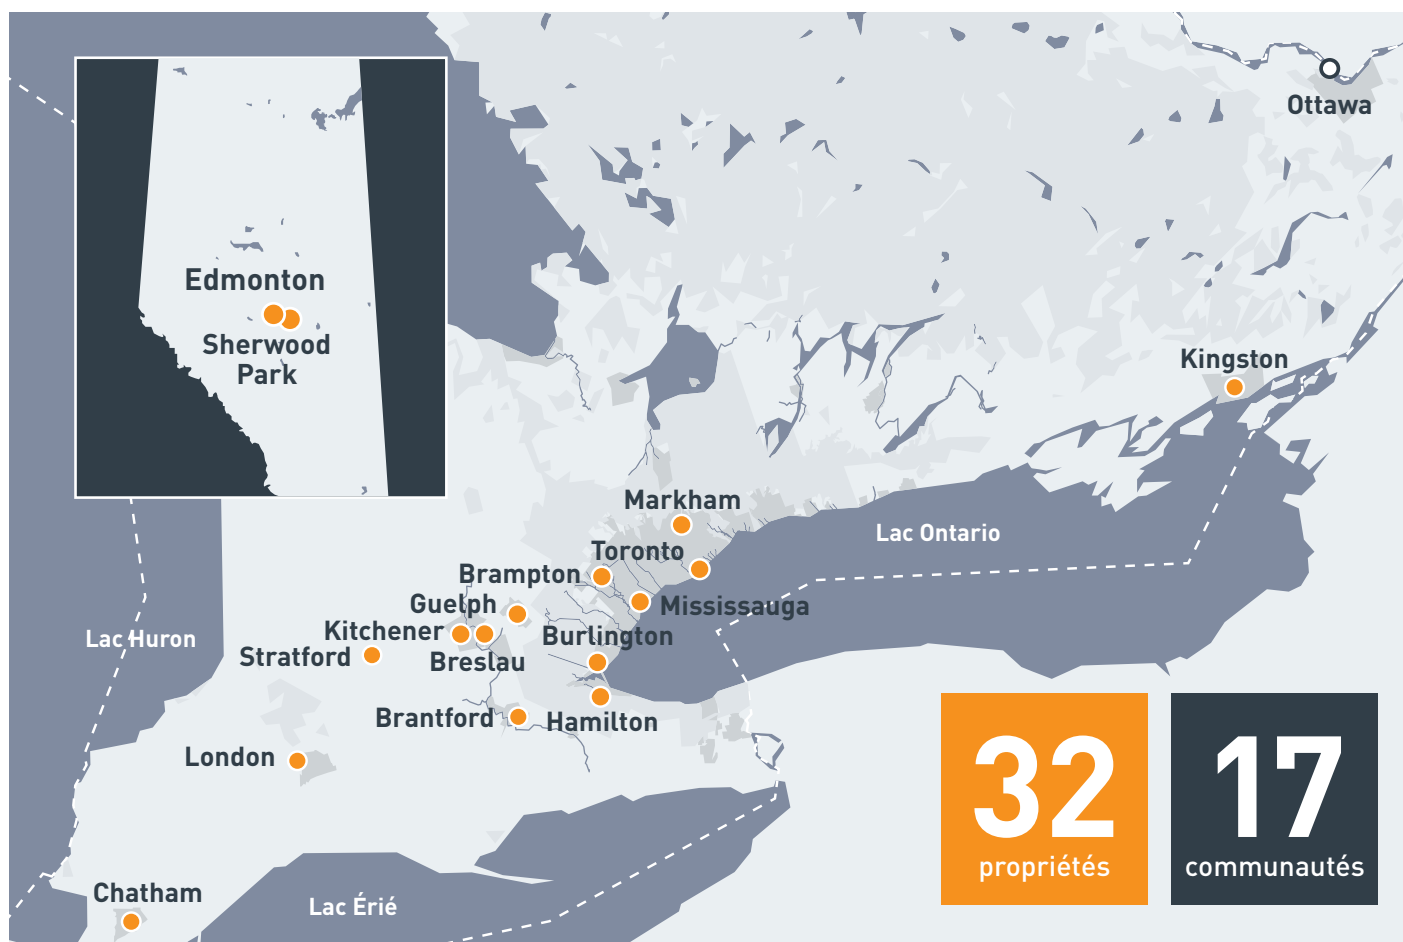 Ottawa
Edmonton
Sherwood
Park
Kingston
Markham
Lac Ontario
Toronto
Brampton
Guelph
Mississauga
Kitchener
Burlington
Lac Huron
Stratford
Breslau
Brantford
Hamilton
London
32
propriétés
17
communautés
Chatham
Lac Érié